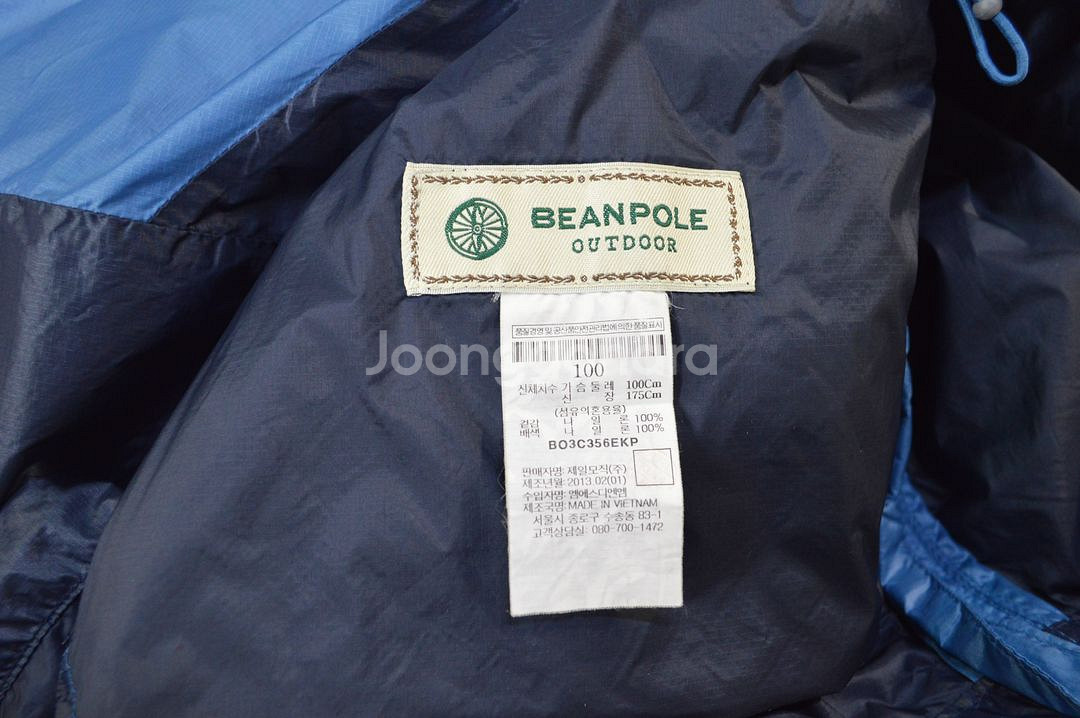 BEANPOLE
OUTDOOR
품질경영 및 공산품안전관리법에 의한 품질표시
Joonggonara
100
신체치수 가슴둘레 100Cm
신장 175Cm
(섬유의혼용율)
겉감 나일론 100%
배색 나일론 100%
BO3C356EKP
판매자명: 제일모직(주)
제조년월: 2013.02(01)
수입자명: 엠에스디엔엠
제조국명: MADE IN VIETNAM
서울시 종로구 수송동 83-1
고객상담실: 080-700-1472